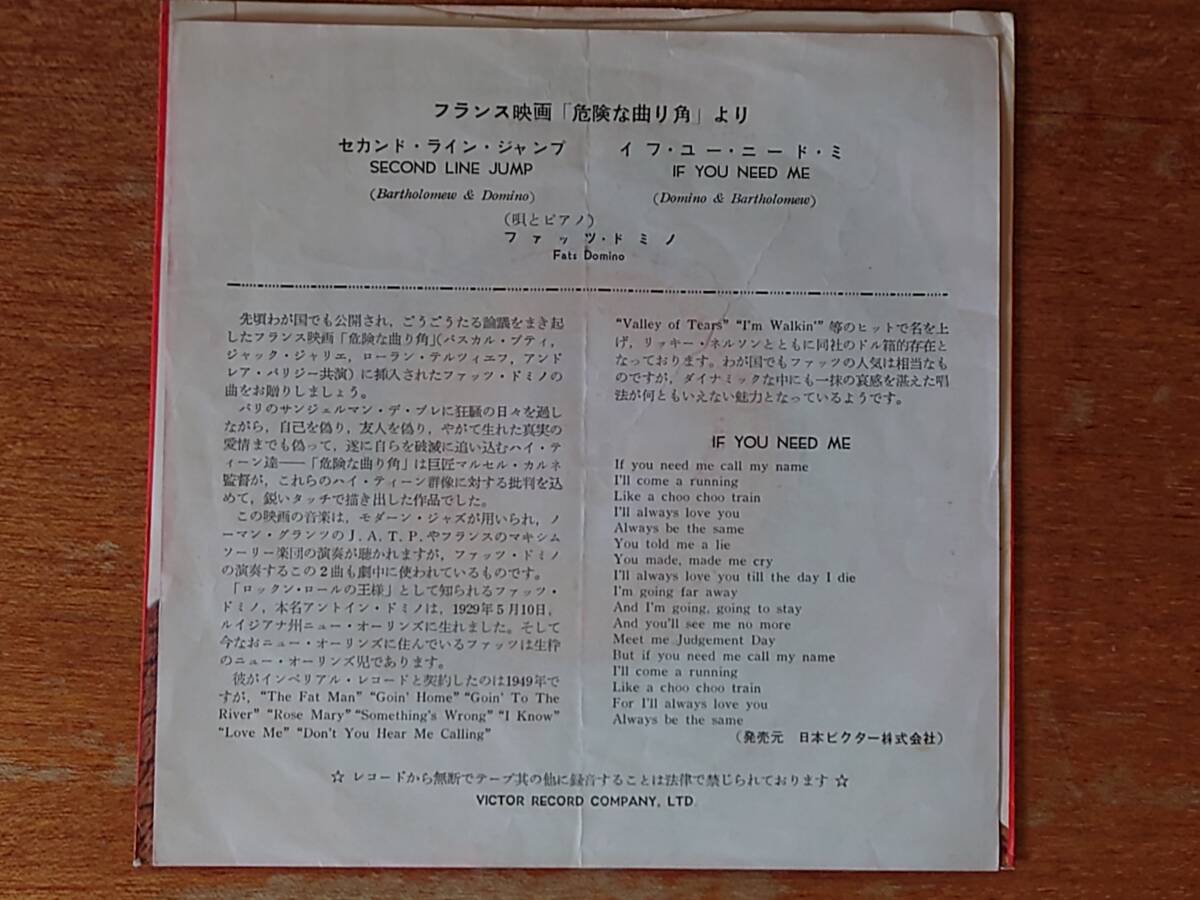 フランス映画「危険な曲り角」より
セカンド・ライン・ジャンプ
SECOND LINE JUMP
(Bartholomew & Domino)
イフ・ユー・ニード・ミ
IF YOU NEED ME
(Domino & Bartholomew)
(唄とピアノ)
ファッツ・ドミノ
Fats Domino
先頃わが国でも公開され，ごうごうたる論議をまき起
したフランス映画「危険な曲り角」(パスカル・プティ，
ジャック・ジャリエ，ローラン・テルツィエフ，アンド
レア・パリジー共演）に挿入されたファッツ・ドミノの
曲をお贈りしましょう。
パリのサンジェルマン・デ・プレに狂騒の日々を過し
ながら，自己を偽り，友人を偽り，やがて生れた真実の
愛情までも偽って，遂に自らを破滅に追い込むハイ・テ
ィーン達――「危険な曲り角」は巨匠マルセル・カルネ
監督が，これらのハイ・ティーン群像に対する批判を込
めて，鋭いタッチで描き出した作品でした。
この映画の音楽は，モダーン・ジャズが用いられ，ノ
ーマン・グランツのJ. A. T. P. やフランスのマキシム
ソーリー楽団の演奏が聴かれますが，ファッツ・ドミノ
の演奏するこの2曲も劇中に使われているものです。
「ロックン・ロールの王様」として知られるファッツ・
ドミノ，本名アントイン・ドミノは，1929年5月10日，
ルイジアナ州ニュー・オーリンズに生れました。そして
今なおニュー・オーリンズに住んでいるファッツは生粋
のニュー・オーリンズ児であります。
彼がインペリアル・レコードと契約したのは1949年で
すが，“The Fat Man” “Goin' Home” “Goin' To The
River” “Rose Mary” “Something's Wrong” “I Know”
“Love Me” “Don't You Hear Me Calling”
“Valley of Tears” “I'm Walkin'” 等のヒットで名を上
げ，リッキー・ネルソンとともに同社のドル箱的存在と
なっております。わが国でもファッツの人気は相当なも
のですが，ダイナミックな中にも一抹の哀感を湛えた唱
法が何ともいえない魅力となっているようです。
IF YOU NEED ME
If you need me call my name
I'll come a running
Like a choo choo train
I'll always love you
Always be the same
You told me a lie
You made, made me cry
I'll always love you till the day I die
I'm going far away
And I'm going, going to stay
And you'll see me no more
Meet me Judgement Day
But if you need me call my name
I'll come a running
Like a choo choo train
For I'll always love you
Always be the same
(発売元　日本ビクター株式会社)
☆ レコードから無断でテープ其の他に録音することは法律で禁じられております ☆
VICTOR RECORD COMPANY, LTD.